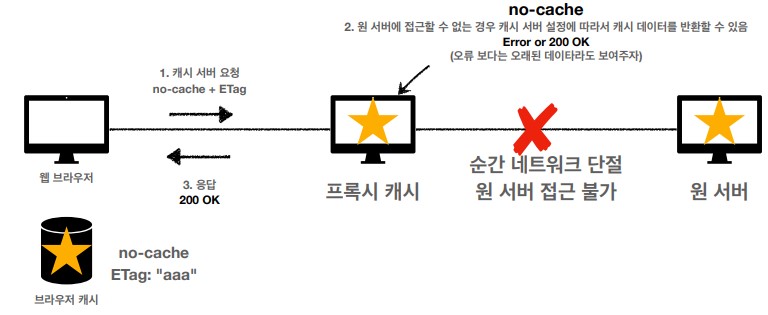 no-cache
2. 원 서버에 접근할 수 없는 경우 캐시 서버 설정에 따라서 캐시 데이터를 반환할 수 있음
Error or 200 OK
(오류 보다는 오래된 데이타라도 보여주자)
1. 캐시 서버 요청
no-cache + ETag
웹 브라우저
3. 응답
200 OK
프록시 캐시
순간 네트워크 단절
원 서버 접근 불가
원 서버
no-cache
ETag: "aaa"
브라우저 캐시